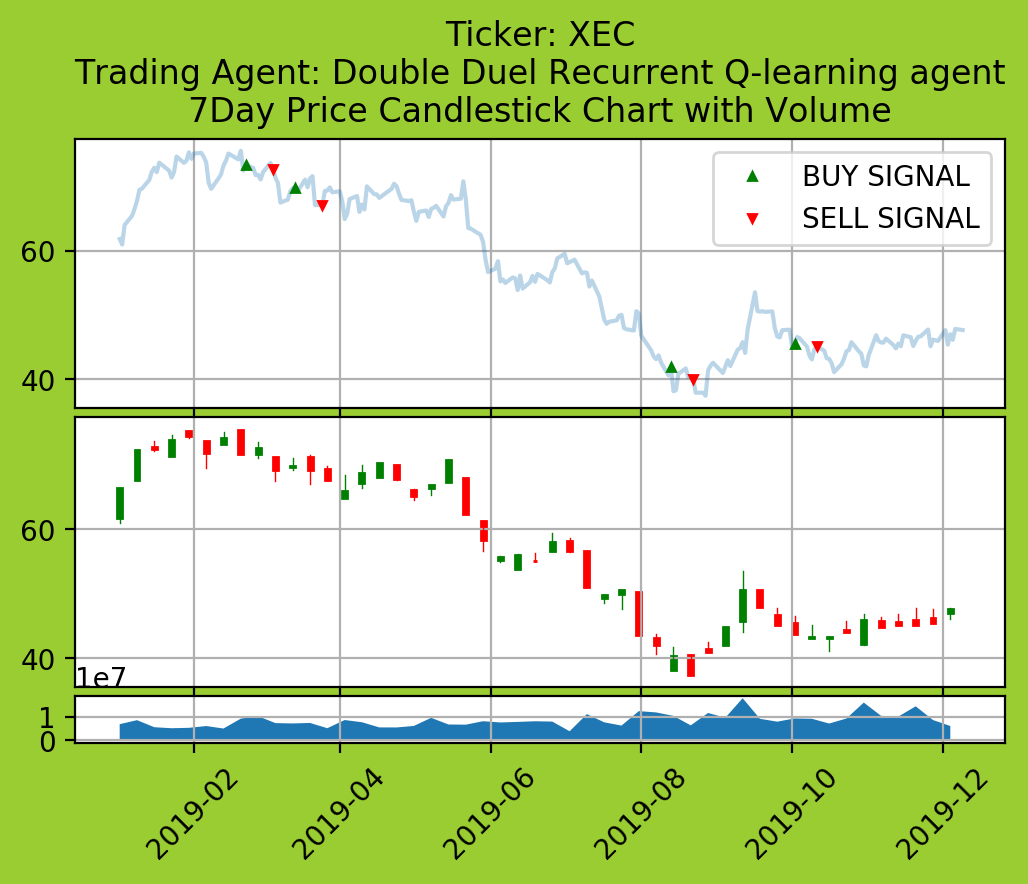 Ticker: XEC
Trading Agent: Double Duel Recurrent Q-learning agent
7Day Price Candlestick Chart with Volume
BUY SIGNAL
SELL SIGNAL
60
40
60
40
1e7
1
0
2019-02
2019-04
2019-06
2019-08
2019-10
2019-12